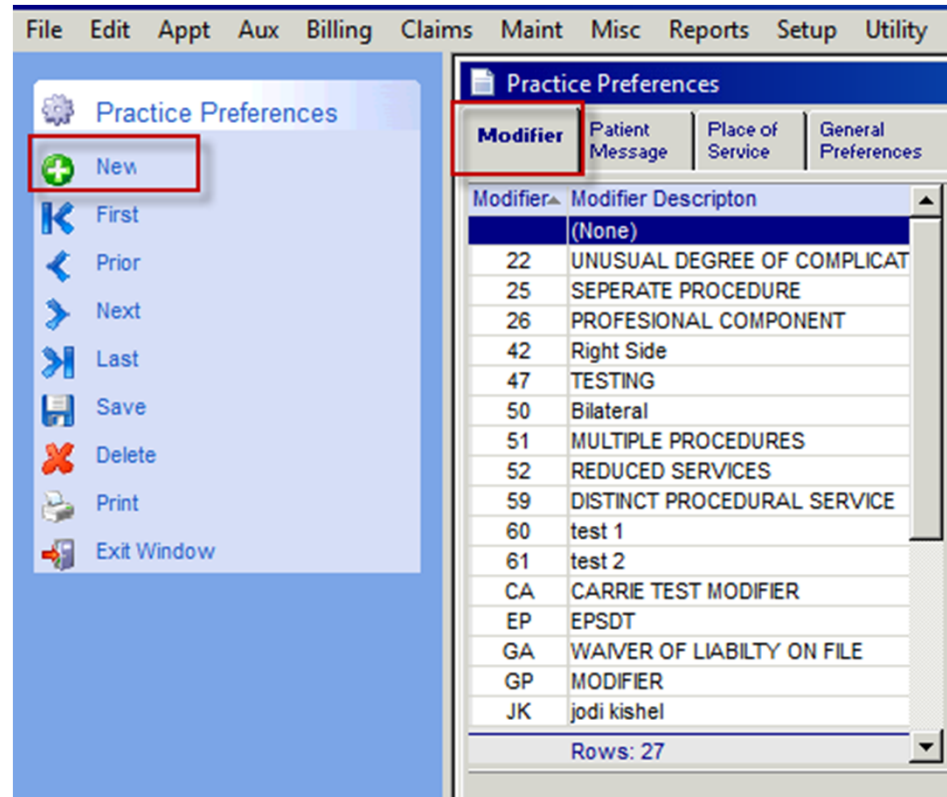 File Edit Appt Aux Billing Claims Maint Misc Reports Setup Utility
Practice Preferences
New
First
Prior
Next
Last
Save
Delete
Print
Exit Window
Practice Preferences
Modifier
Patient Message
Place of Service
General Preferences
Modifier Modifier Descripton
(None)
22 UNUSUAL DEGREE OF COMPLICAT
25 SEPERATE PROCEDURE
26 PROFESIONAL COMPONENT
42 Right Side
47 TESTING
50 Bilateral
51 MULTIPLE PROCEDURES
52 REDUCED SERVICES
59 DISTINCT PROCEDURAL SERVICE
60 test 1
61 test 2
CA CARRIE TEST MODIFIER
EP EPSDT
GA WAIVER OF LIABILTY ON FILE
GP MODIFIER
JK jodi kishel
Rows: 27